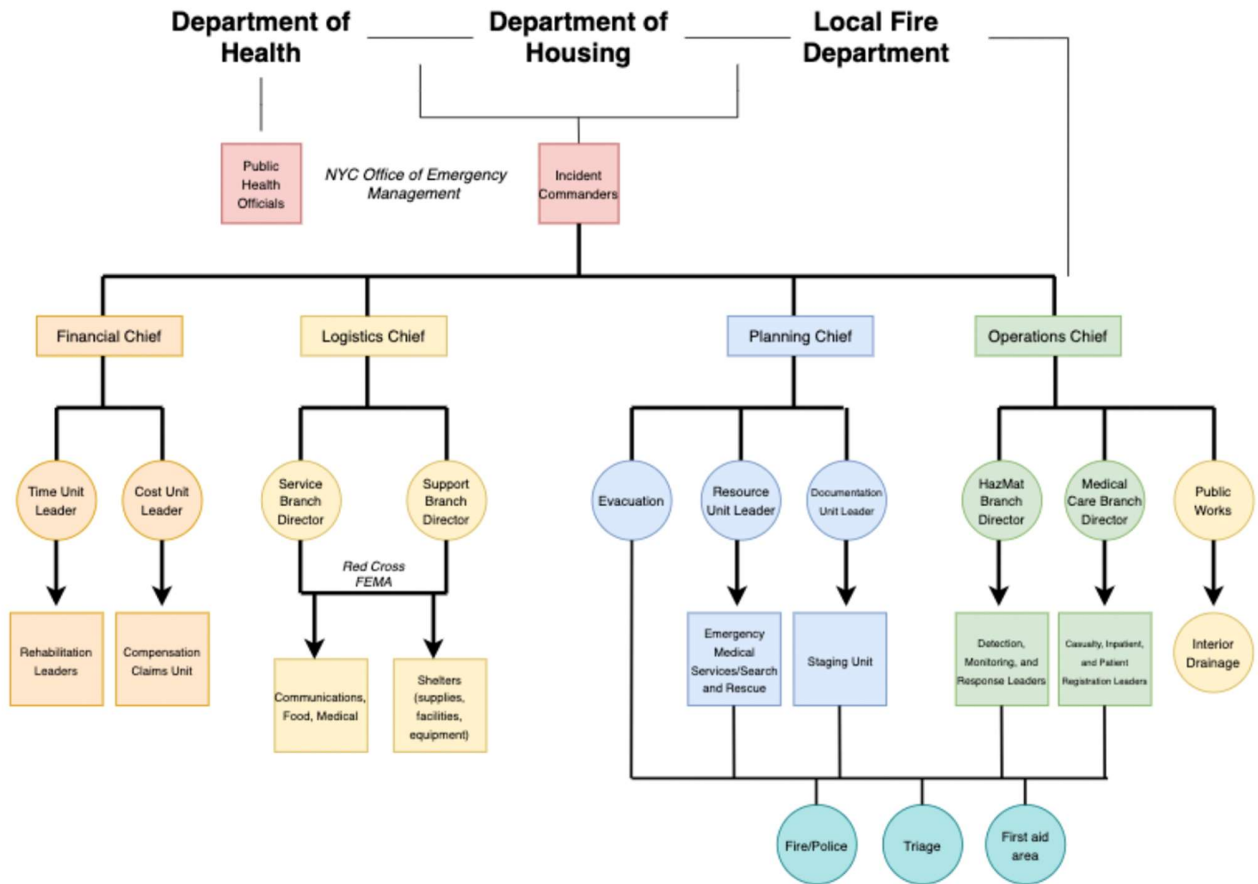 Department of
Health
Department of
Housing
Local Fire
Department
Public
Health
Officials
NYC Office of Emergency
Management
Incident
Commanders
Financial Chief
Logistics Chief
Planning Chief
Operations Chief
Time Unit
Leader
Cost Unit
Leader
Service
Branch
Director
Support
Branch
Director
Evacuation
Resource
Unit Leader
Documentation
Unit Leader
HazMat
Branch
Director
Medical
Care Branch
Director
Public
Works
Red Cross
FEMA
Rehabilitation
Leaders
Compensation
Claims Unit
Communications,
Food, Medical
Shelters
(supplies,
facilities,
equipment)
Emergency
Medical
Services/Search
and Rescue
Staging Unit
Detection,
Monitoring, and
Response Leaders
Casualty, Inpatient,
and Patient
Registration Leaders
Interior
Drainage
Fire/Police
Triage
First aid
area